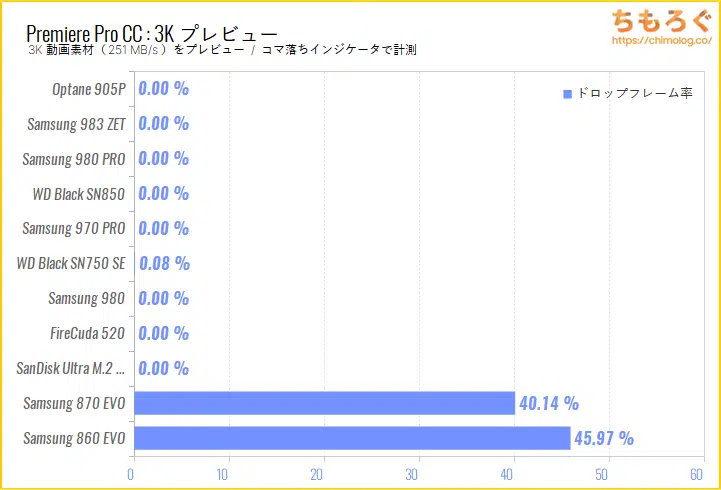 Premiere Pro CC : 3K プレビュー
3K 動画素材（ 251 MB/s ）をプレビュー / コマ落ちインジケータで計測
ちもろぐ
https://chimolog.co/
ドロップフレーム率
Optane 905P 0.00 %
Samsung 983 ZET 0.00 %
Samsung 980 PRO 0.00 %
WD Black SN850 0.00 %
Samsung 970 PRO 0.00 %
WD Black SN750 SE 0.08 %
Samsung 980 0.00 %
FireCuda 520 0.00 %
SanDisk Ultra M.2 ... 0.00 %
Samsung 870 EVO 40.14 %
Samsung 860 EVO 45.97 %
0 10 20 30 40 50 60